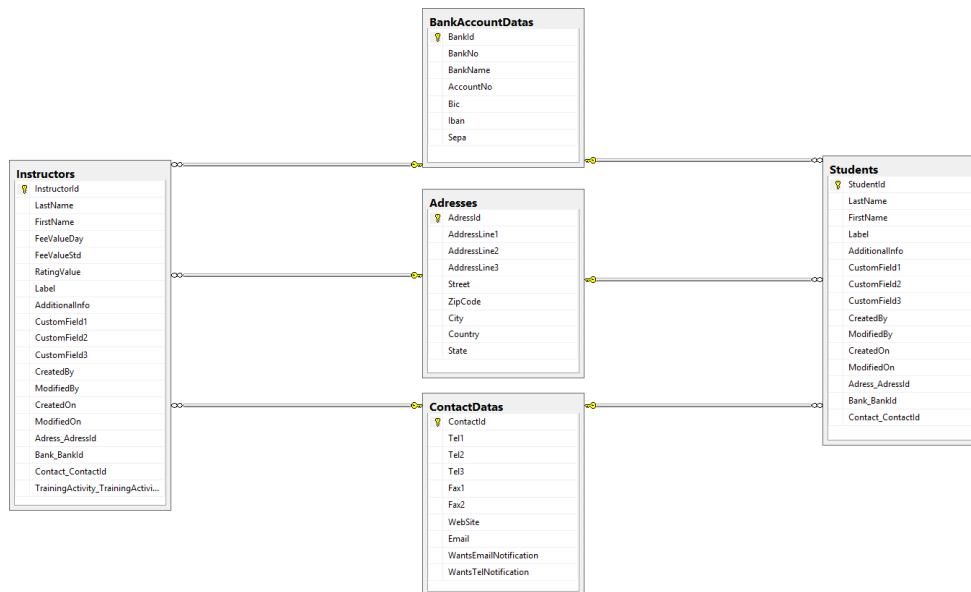 BankAccountDatas
BankId
BankNo
BankName
AccountNo
Bic
Iban
Sepa
Instructors
InstructorId
LastName
FirstName
FeeValueDay
FeeValueStd
RatingValue
Label
AdditionalInfo
CustomField1
CustomField2
CustomField3
CreatedBy
ModifiedBy
CreatedOn
ModifiedOn
Adress_AdressId
Bank_BankId
Contact_ContactId
TrainingActivity_TrainingActivi...
Adresses
AdressId
AddressLine1
AddressLine2
AddressLine3
Street
ZipCode
City
Country
State
ContactDatas
ContactId
Tel1
Tel2
Tel3
Fax1
Fax2
WebSite
Email
WantsEmailNotification
WantsTelNotification
Students
StudentId
LastName
FirstName
Label
AdditionalInfo
CustomField1
CustomField2
CustomField3
CreatedBy
ModifiedBy
CreatedOn
ModifiedOn
Adress_AdressId
Bank_BankId
Contact_ContactId